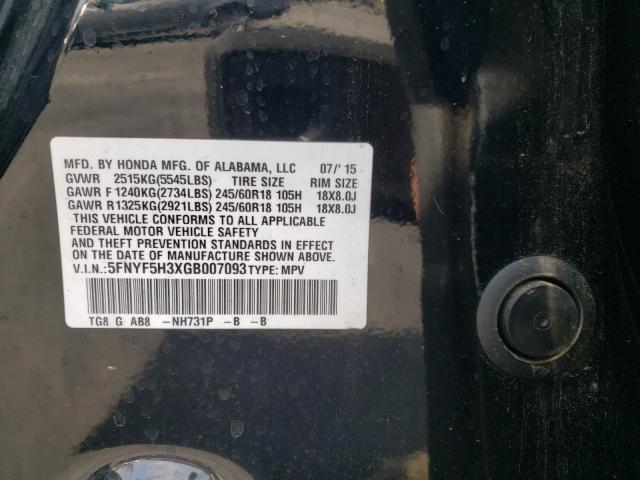 MFD. BY HONDA MFG. OF ALABAMA, LLC 07/'15
GVWR 2515KG(5545LBS) TIRE SIZE RIM SIZE
GAWR F 1240KG(2734LBS) 245/60R18 105H 18X8.0J
GAWR R1325KG(2921LBS) 245/60R18 105H 18X8.0J
THIS VEHICLE CONFORMS TO ALL APPLICABLE
FEDERAL MOTOR VEHICLE SAFETY
AND THEFT PREVENTION STANDARDS IN EFFECT
ON THE DATE OF MANUFACTURE SHOWN ABOVE.
V.I.N.:5FNYF5H3XGB007093TYPE: MPV
TG8 G AB8 -NH731P -B -B